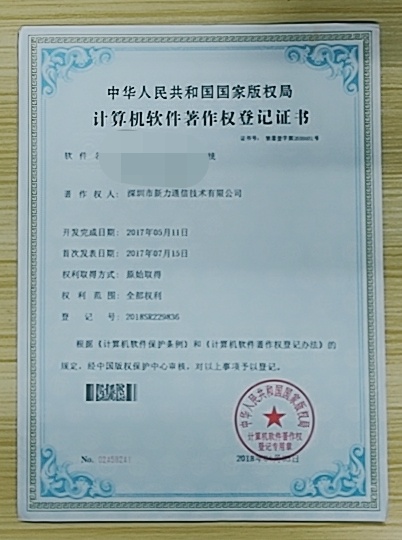 中华人民共和国国家版权局
计算机软件著作权登记证书
证书号：
软件
统
著作权人： 深圳市新力通信技术有限公司
开发完成日期： 2017年05月11日
首次发表日期： 2017年07月15日
权利取得方式： 原始取得
权利范围： 全部权利
登记号： 2018SR229836
根据《计算机软件保护条例》和《计算机软件著作权登记办法》的
规定，经中国版权保护中心审核，对以上事项予以登记。
中华人民共和国国家版权局
计算机软件著作权
登记专用章
No.
2018年